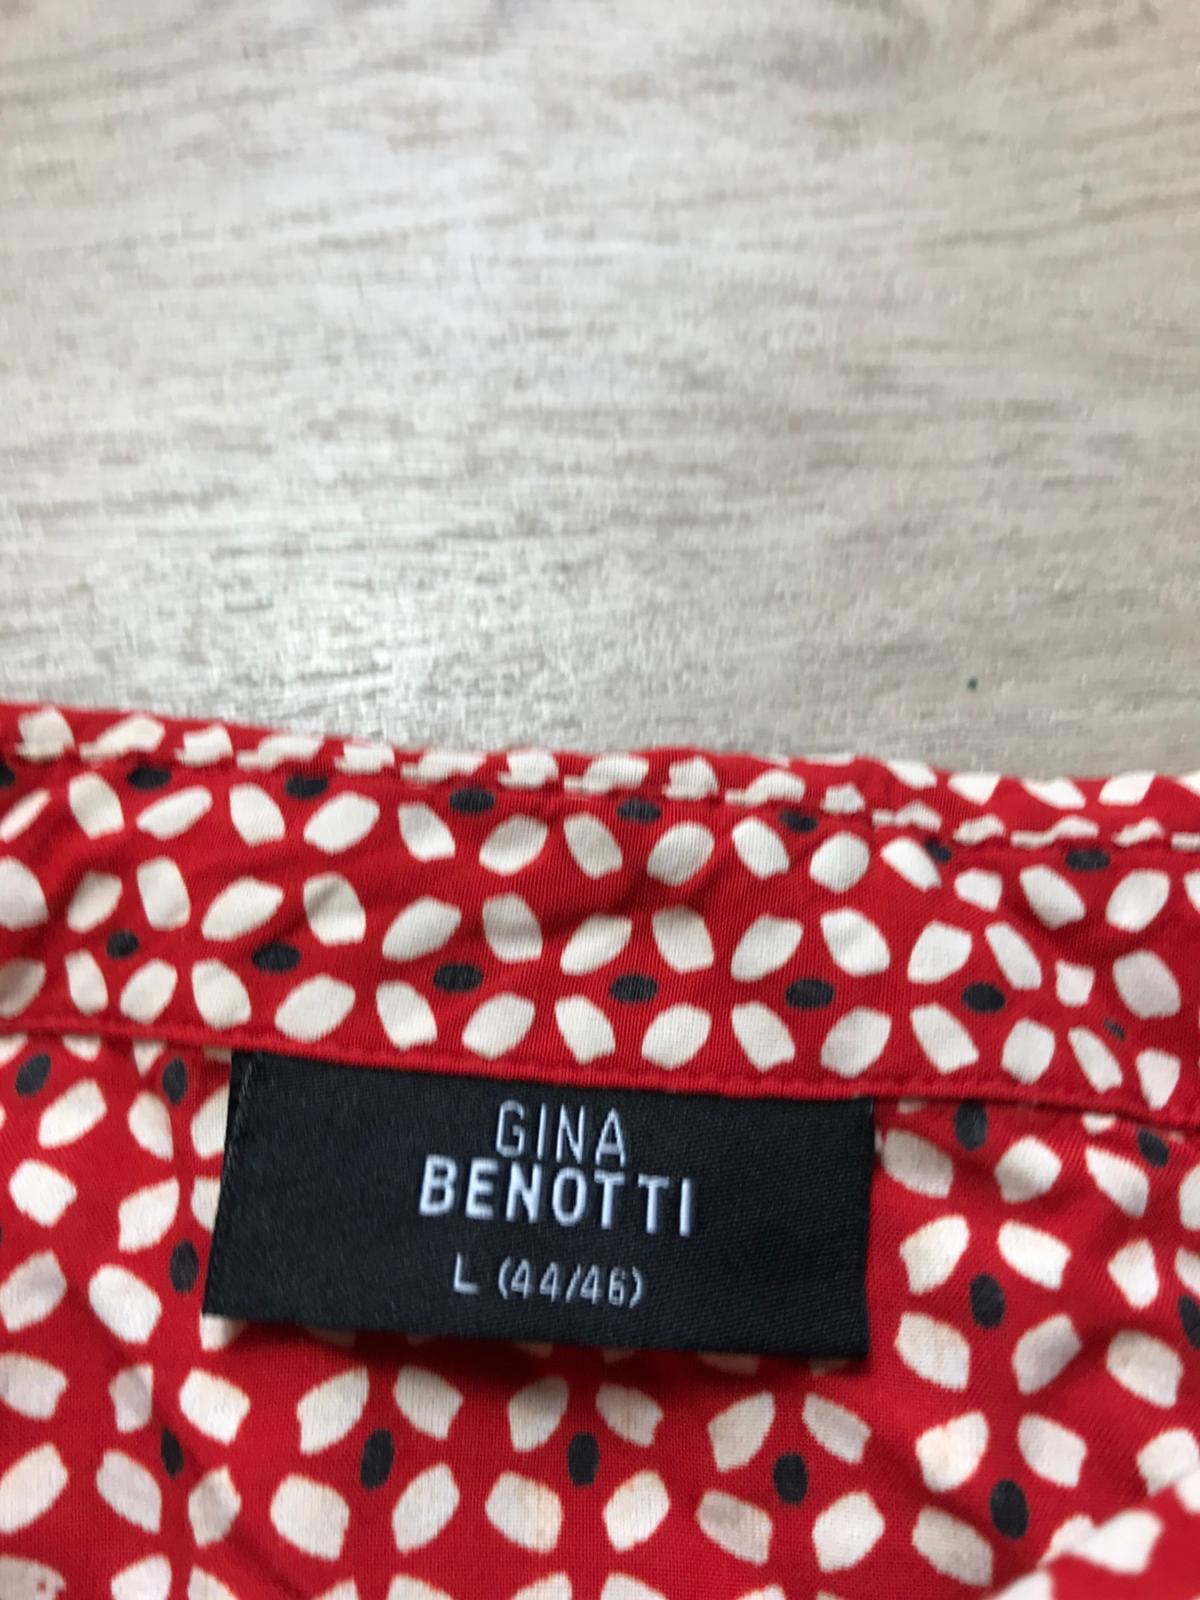 GINA
BENOTTI
L (44/46)